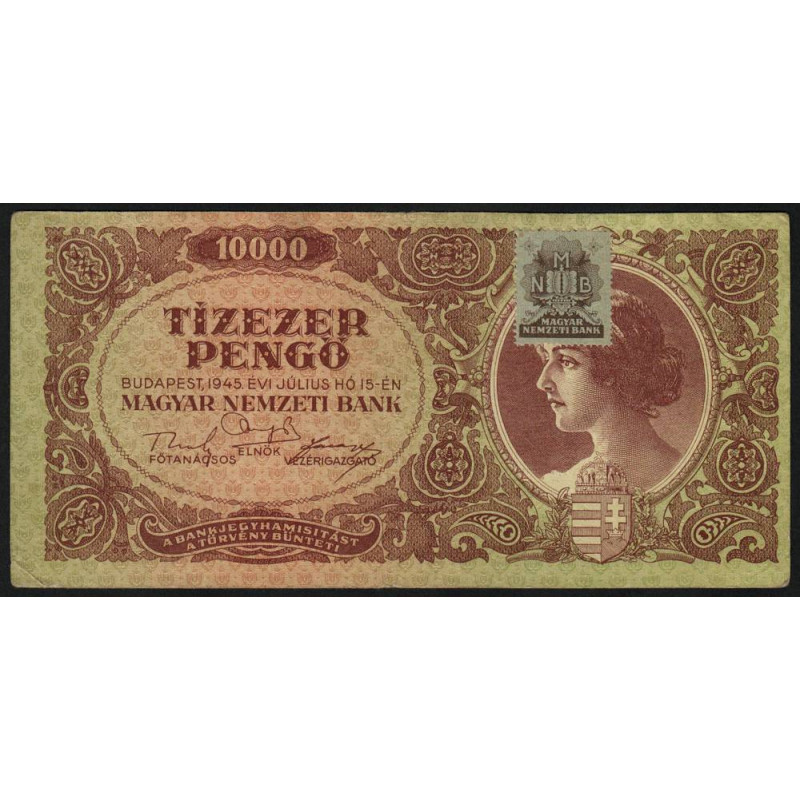 10000
TÍZEZER
PENGŐ
BUDAPEST, 1945. ÉVI JÚLIUS HÓ 15-ÉN
MAGYAR NEMZETI BANK
FŐTANÁCSOS
ELNÖK
VEZÉRIGAZGATÓ
A BANKJEGYHAMISITÁST
A TÖRVÉNY BÜNTETI
M
N B
MAGYAR
NEMZETI BANK